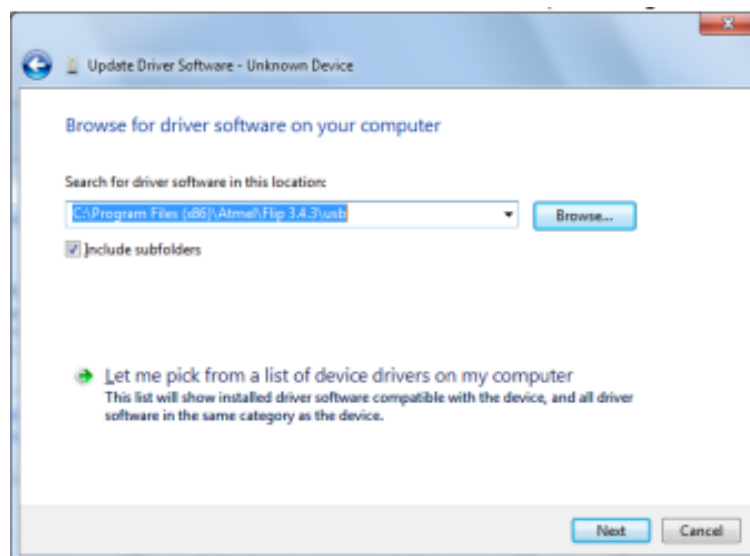 Update Driver Software - Unknown Device
Browse for driver software on your computer
Search for driver software in this location:
C:\Program Files (x86)\Atmel\Flip 3.4.3\usb
Browse...
Include subfolders
Let me pick from a list of device drivers on my computer
This list will show installed driver software compatible with the device, and all driver
software in the same category as the device.
Next
Cancel